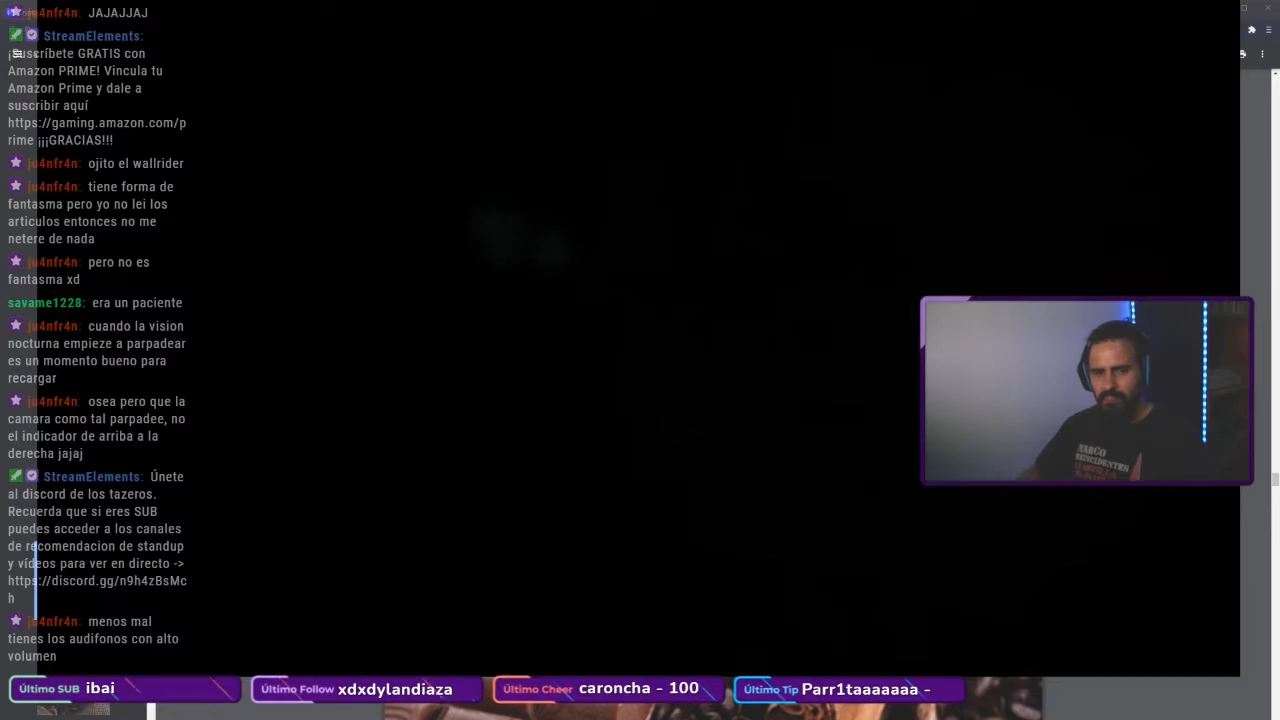 ju4nfr4n: JAJAJJAJ
StreamElements:
¡Suscríbete GRATIS con
Amazon PRIME! Vincula tu
Amazon Prime y dale a
suscribir aquí
https://gaming.amazon.com/p
rime ¡¡¡GRACIAS!!!
ju4nfr4n: ojito el wallrider
ju4nfr4n: tiene forma de
fantasma pero yo no lei los
articulos entonces no me
netere de nada
ju4nfr4n: pero no es
fantasma xd
savame1228: era un paciente
ju4nfr4n: cuando la vision
nocturna empieze a parpadear
es un momento bueno para
recargar
ju4nfr4n: osea pero que la
camara como tal parpadee, no
el indicador de arriba a la
derecha jajaj
StreamElements: Únete
al discord de los tazeros.
Recuerda que si eres SUB
puedes acceder a los canales
de recomendacion de standup
y vídeos para ver en directo ->
https://discord.gg/n9h4zBsMc
h
ju4nfr4n: menos mal
tienes los audifonos con alto
volumen
NARCO
REINCIDENTES
Último SUB ibai
Último Follow xdxdylandiaza
Último Cheer caroncha - 100
Último Tip Parr1taaaaaaa -